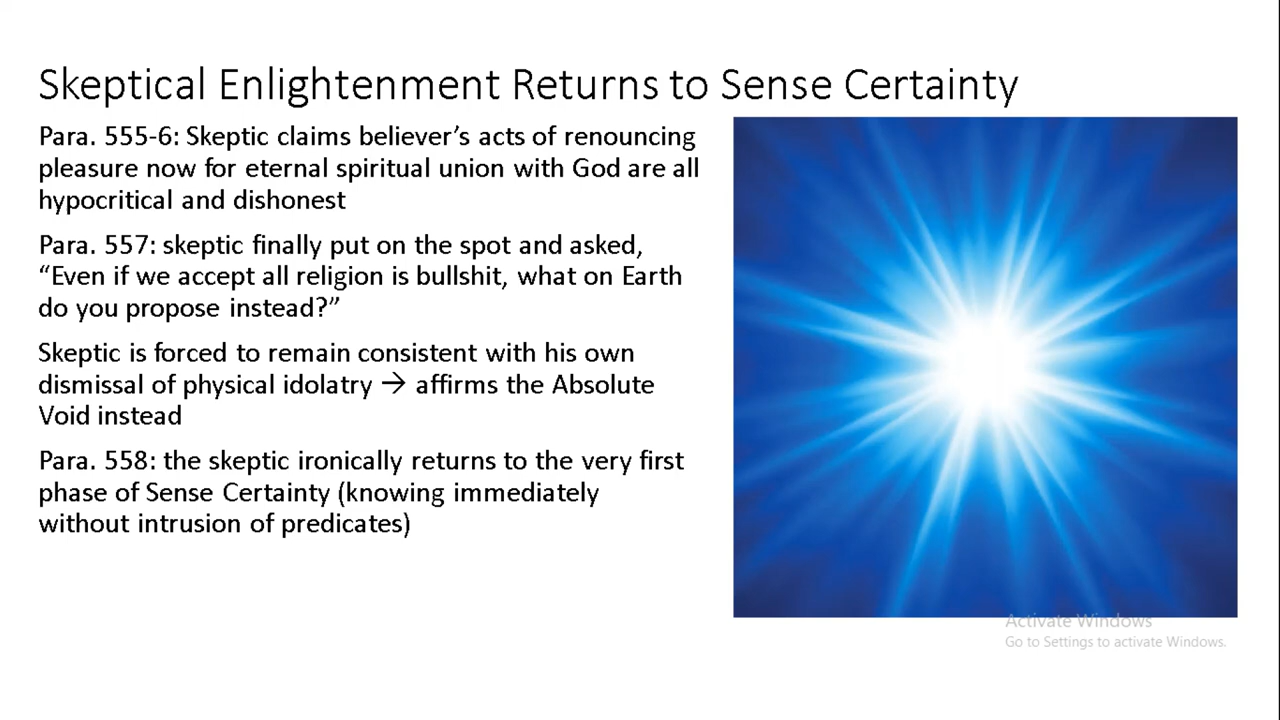 Skeptical Enlightenment Returns to Sense Certainty
Para. 555-6: Skeptic claims believer’s acts of renouncing
pleasure now for eternal spiritual union with God are all
hypocritical and dishonest
Para. 557: skeptic finally put on the spot and asked,
“Even if we accept all religion is bullshit, what on Earth
do you propose instead?”
Skeptic is forced to remain consistent with his own
dismissal of physical idolatry → affirms the Absolute
Void instead
Para. 558: the skeptic ironically returns to the very first
phase of Sense Certainty (knowing immediately
without intrusion of predicates)
Activate Windows
Go to Settings to activate Windows.